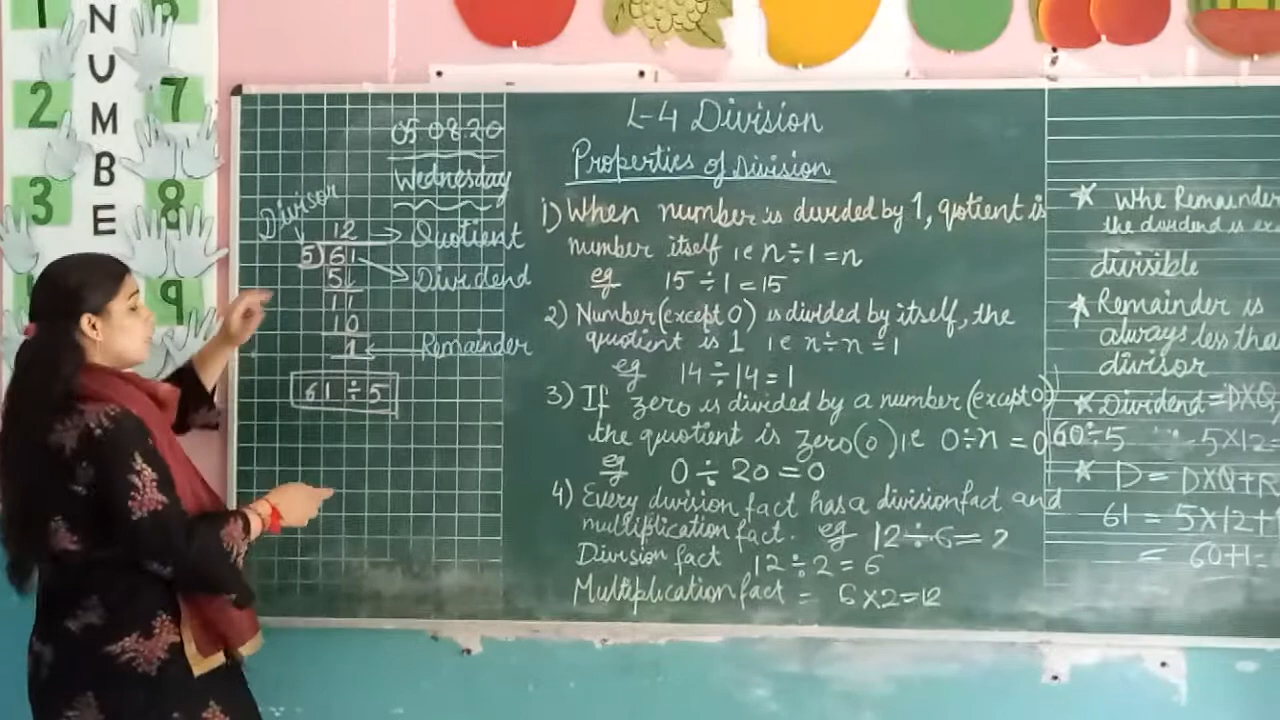 1
NUMBE
2
7
3
8
9
05.08.20
Wednesday
Divisor
12 → Quotient
5)61 → Dividend
5↓
11
10
1 ← Remainder
61 ÷ 5
L-4 Division
Properties of Division
1) When number is divided by 1, qotient is
number itself ie n÷1=n
eg 15÷1=15
2) Number (except 0) is divided by itself, the
quotient is 1 ie n÷n=1
eg 14÷14=1
3) If zero is divided by a number (except 0)
the quotient is zero(0) ie 0÷n=0
eg 0÷20=0
4) Every division fact has a division fact and
multiplication fact. eg 12÷6=2
Division fact 12÷2=6
Multiplication fact = 6×2=12
★ Whe Remainder
the dividend is
divisible
★ Remainder is
always less
divisor
★ Dividend=D×Q
60÷5 5×12=
★ D = D×Q+R
61 = 5×12+
= 60+1=